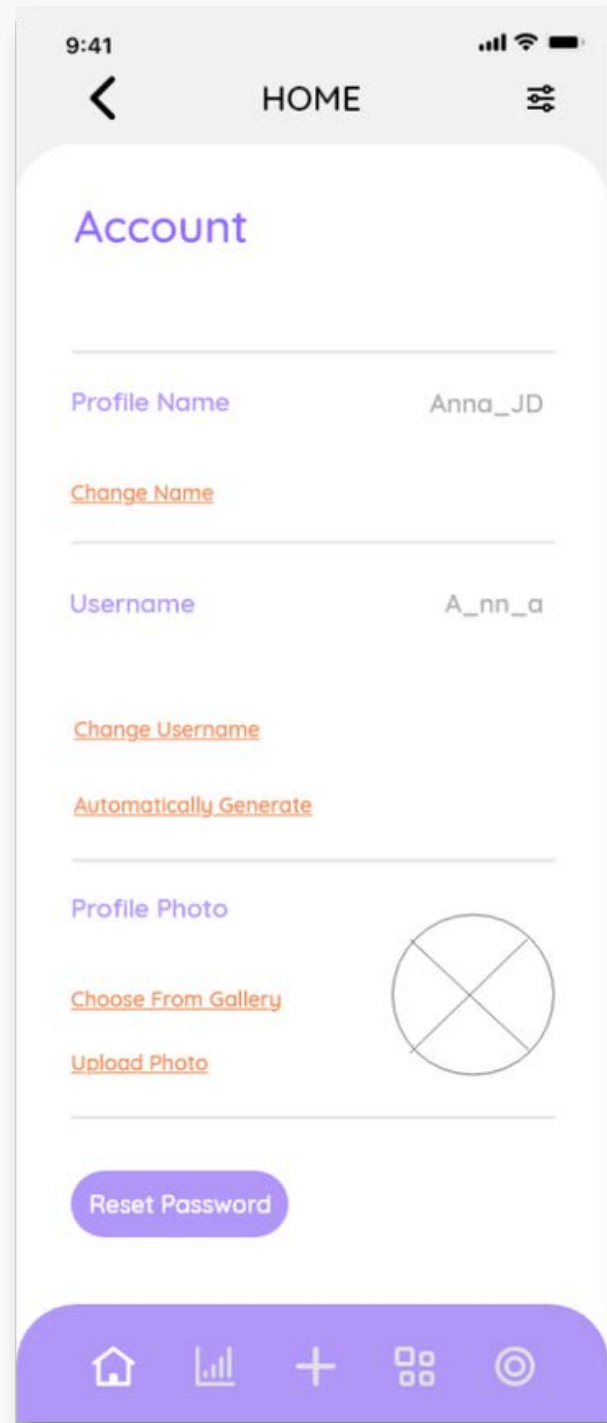 9:41
HOME
Account
Profile Name Anna_JD
Change Name
Username A_nn_a
Change Username
Automatically Generate
Profile Photo
Choose From Gallery
Upload Photo
Reset Password